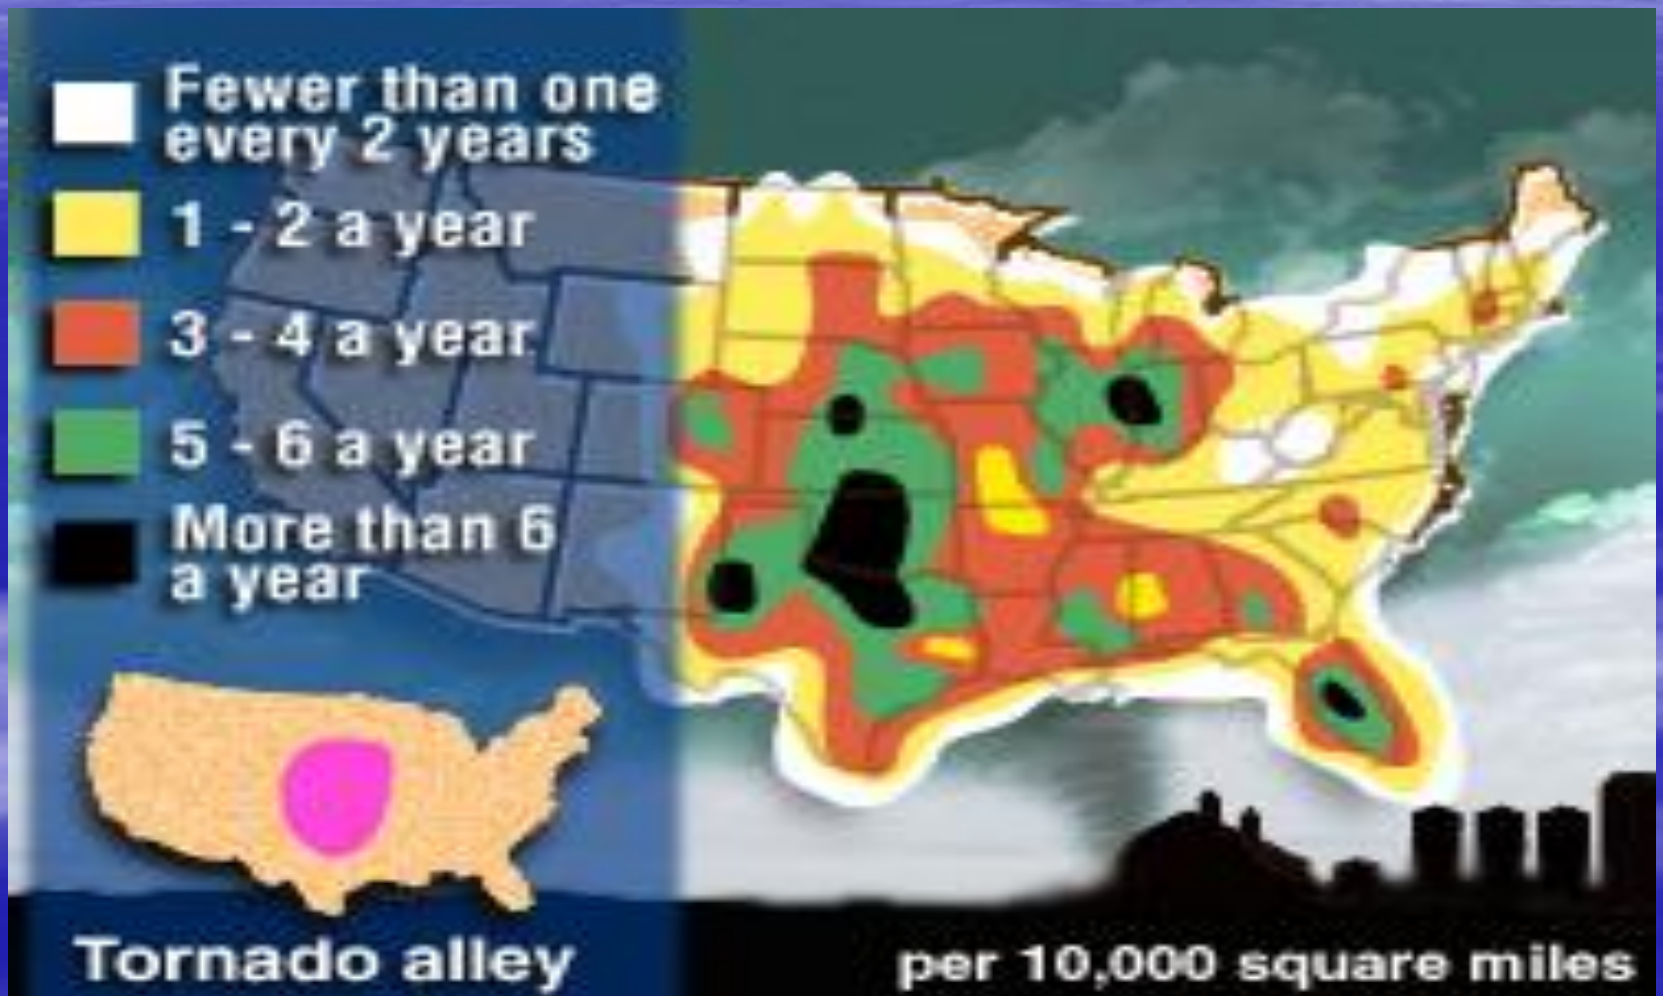 Fewer than one
every 2 years
1 - 2 a year
3 - 4 a year
5 - 6 a year
More than 6
a year
Tornado alley
per 10,000 square miles